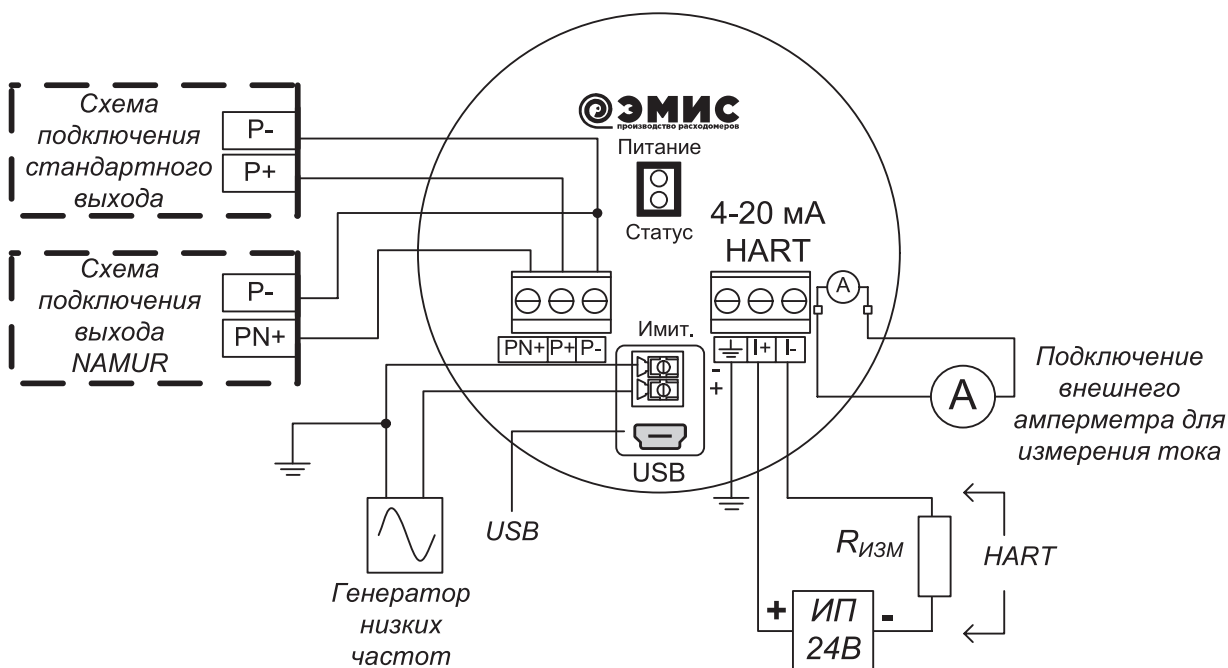 Схема
подключения
стандартного
выхода
P-
P+
Схема
подключения
выхода
NAMUR
P-
PN+
ЭМИС
производство расходомеров
Питание
Статус
4-20 мА
HART
PN+ P+ P-
I+ I-
Имит.
-
+
USB
A
A
Подключение
внешнего
амперметра для
измерения тока
USB
Генератор
низких
частот
RИЗМ
HART
+
ИП
24В
-